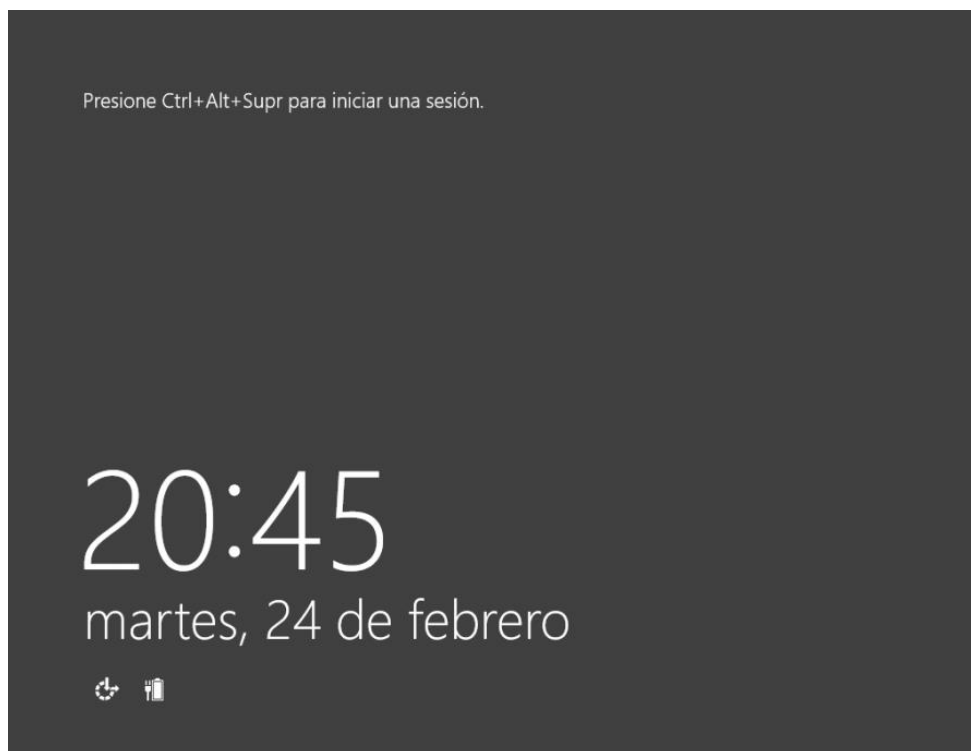 Presione Ctrl+Alt+Supr para iniciar una sesión.
20:45
martes, 24 de febrero